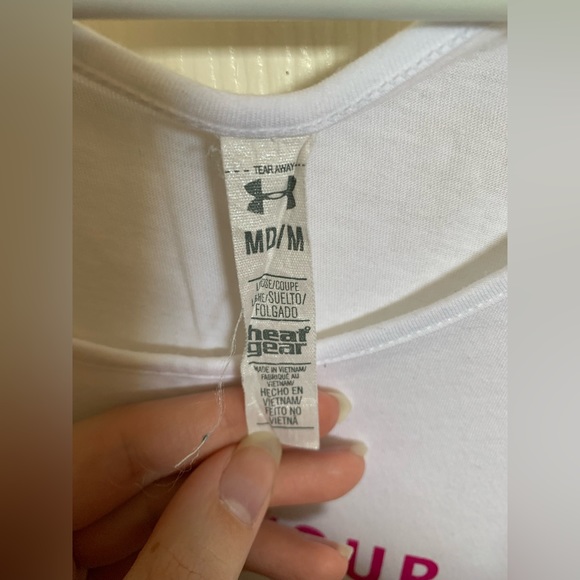 TEAR AWAY
MD/M
LOOSE/COUPE
/SUELTO/
FOLGADO
heat
gear
MADE IN VIETNAM/
FABRIQUÉ AU
VIETNAM/
HECHO EN
VIETNAM/
FEITO NO
VIETNÃ
OUR